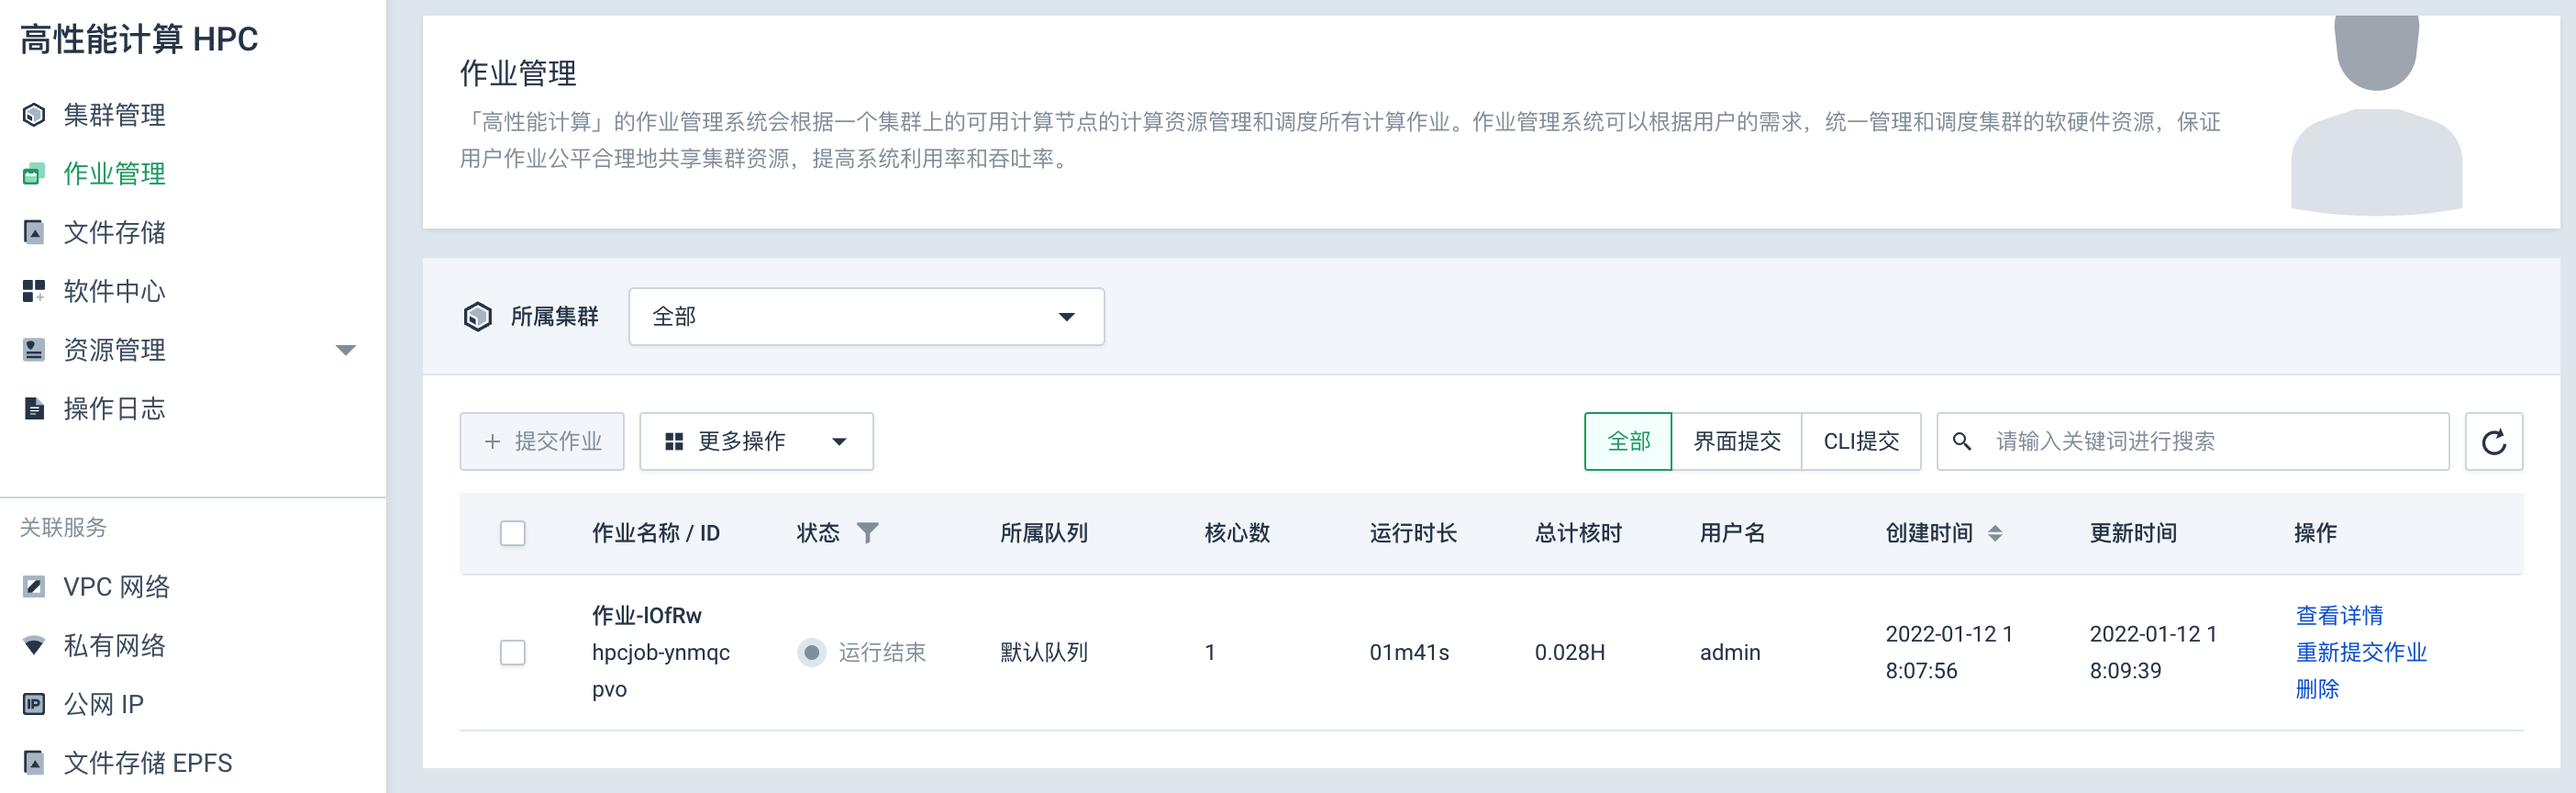 高性能计算 HPC
集群管理
作业管理
文件存储
软件中心
资源管理
操作日志
关联服务
VPC 网络
私有网络
IP 公网 IP
文件存储 EPFS
作业管理
「高性能计算」的作业管理系统会根据一个集群上的可用计算节点的计算资源管理和调度所有计算作业。作业管理系统可以根据用户的需求，统一管理和调度集群的软硬件资源，保证
用户作业公平合理地共享集群资源，提高系统利用率和吞吐率。
所属集群 全部
提交作业 更多操作 全部 界面提交 CLI提交 请输入关键词进行搜索
作业名称 / ID 状态 所属队列 核心数 运行时长 总计核时 用户名 创建时间 更新时间 操作
作业-lOfRw
hpcjob-ynmqc
pvo
运行结束
默认队列
1
01m41s
0.028H
admin
2022-01-12 1
8:07:56
2022-01-12 1
8:09:39
查看详情
重新提交作业
删除